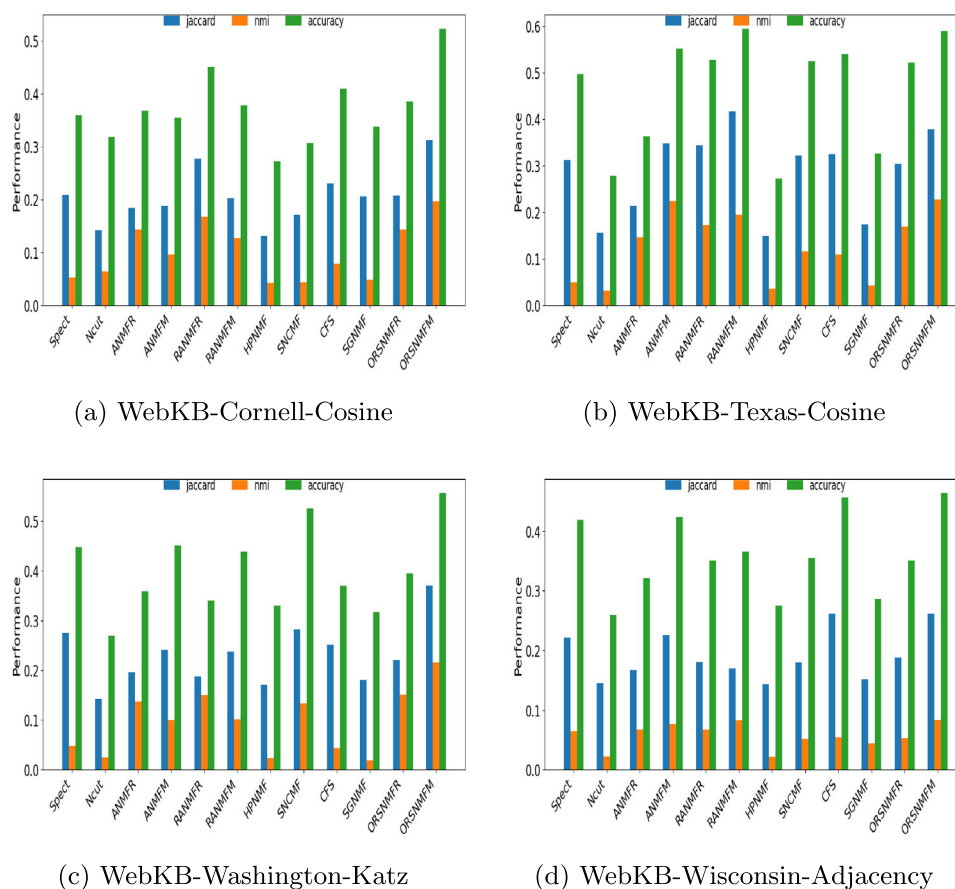 jaccard nmi accuracy
Performance
0.5
0.4
0.3
0.2
0.1
0.0
Spect Ncut ANMFR ANMFM RANMFR RANMFM HPNMF SNCMF CFS SGNMF ORSNMFR ORSNMFM
(a) WebKB-Cornell-Cosine
jaccard nmi accuracy
Performance
0.6
0.5
0.4
0.3
0.2
0.1
0.0
Spect Ncut ANMFR ANMFM RANMFR RANMFM HPNMF SNCMF CFS SGNMF ORSNMFR ORSNMFM
(b) WebKB-Texas-Cosine
jaccard nmi accuracy
Performance
0.5
0.4
0.3
0.2
0.1
0.0
Spect Ncut ANMFR ANMFM RANMFR RANMFM HPNMF SNCMF CFS SGNMF ORSNMFR ORSNMFM
(c) WebKB-Washington-Katz
jaccard nmi accuracy
Performance
0.4
0.3
0.2
0.1
0.0
Spect Ncut ANMFR ANMFM RANMFR RANMFM HPNMF SNCMF CFS SGNMF ORSNMFR ORSNMFM
(d) WebKB-Wisconsin-Adjacency